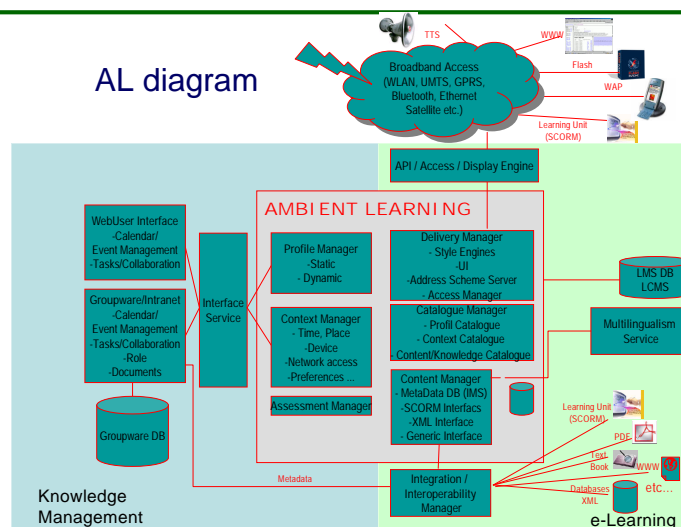 AL diagram
TTS
WWW
Flash
WAP
Broadband Access
(WLAN, UMTS, GPRS,
Bluetooth, Ethernet
Satellite etc.)
Learning Unit
(SCORM)
API / Access / Display Engine
AMBIENT LEARNING
WebUser Interface
-Calendar/
Event Management
-Tasks/Collaboration
Groupware/Intranet
-Calendar/
Event Management
-Tasks/Collaboration
-Role
-Documents
Groupware DB
Interface
Service
Profile Manager
-Static
- Dynamic
Context Manager
- Time, Place
-Device
-Network access
-Preferences ...
Assessment Manager
Delivery Manager
- Style Engines
-UI
-Address Scheme Server
- Access Manager
Catalogue Manager
- Profil Catalogue
- Context Catalogue
- Content/Knowledge Catalogue
Content Manager
- MetaData DB (IMS)
-SCORM Interfacs
-XML Interface
- Generic Interface
LMS DB
LCMS
Multilingualism
Service
Metadata
Integration /
Interoperability
Manager
Learning Unit
(SCORM)
PDF
Text
Book
WWW
etc...
Databases
XML
Knowledge
Management
e-Learning